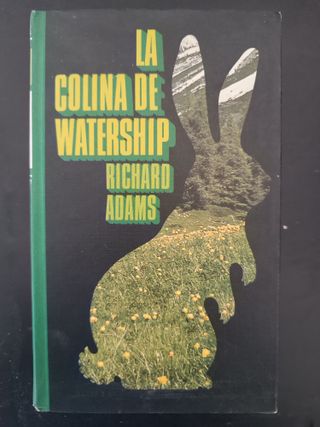 LA
COLINA DE
WATERSHIP
RICHARD
ADAMS